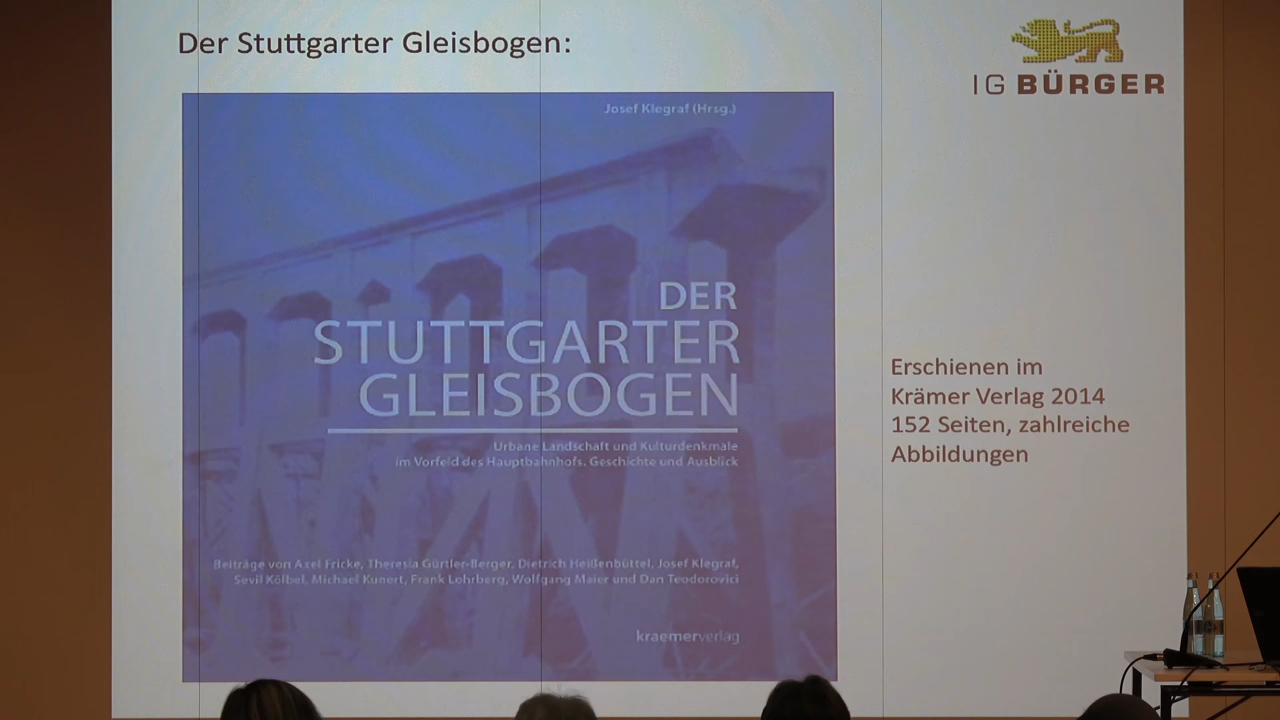 Der Stuttgarter Gleisbogen:
IG BÜRGER
Josef Klegraf (Hrsg.)
DER
STUTTGARTER
GLEISBOGEN
Urbane Landschaft und Kulturdenkmale
im Vorfeld des Hauptbahnhofs. Geschichte und Ausblick
Beiträge von Axel Fricke, Theresia Gürtler-Berger, Dietrich Heißenbüttel, Josef Klegraf,
Sevil Kölbel, Michael Kunert, Frank Lohrberg, Wolfgang Maier und Dan Teodorovici
kraemerverlag
Erschienen im
Krämer Verlag 2014
152 Seiten, zahlreiche
Abbildungen